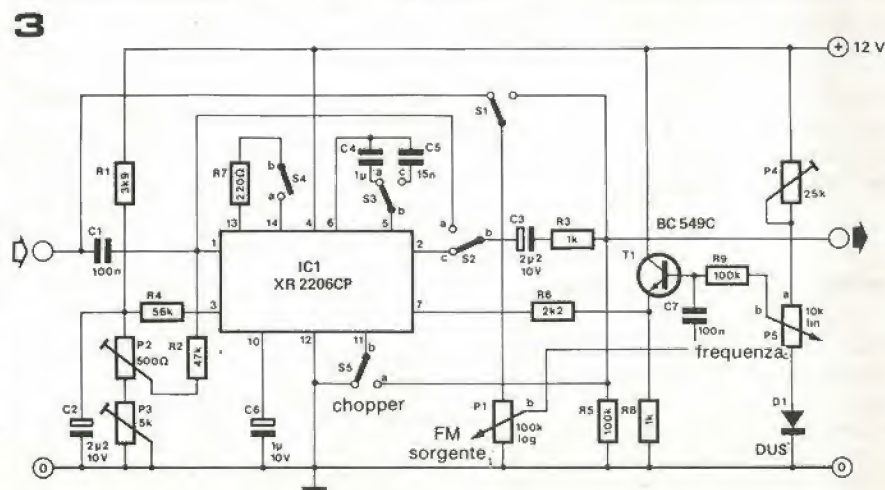 3
+ 12 V
S1
C4
C5
R1
3k9
R7
220Ω
b
S4
a
1µ
a
c
15n
S3
b
P4
25k
13
14
4
6
5
C1
100n
1
IC1
XR 2206CP
2
a
c
S2
b
C3
2µ2
10V
R3
1k
BC 549C
T1
R9
100k
R4
56k
3
7
R6
2k2
C7
100n
b
a
10k
lin
P5
P2
500Ω
R2
47k
10
12
11
b
S5
a
chopper
frequenza
C2
2µ2
10V
P3
5k
C6
1µ
10V
FM
sorgente
P1
b
100k
log
R5
100k
R8
1k
D1
DUS
0
0